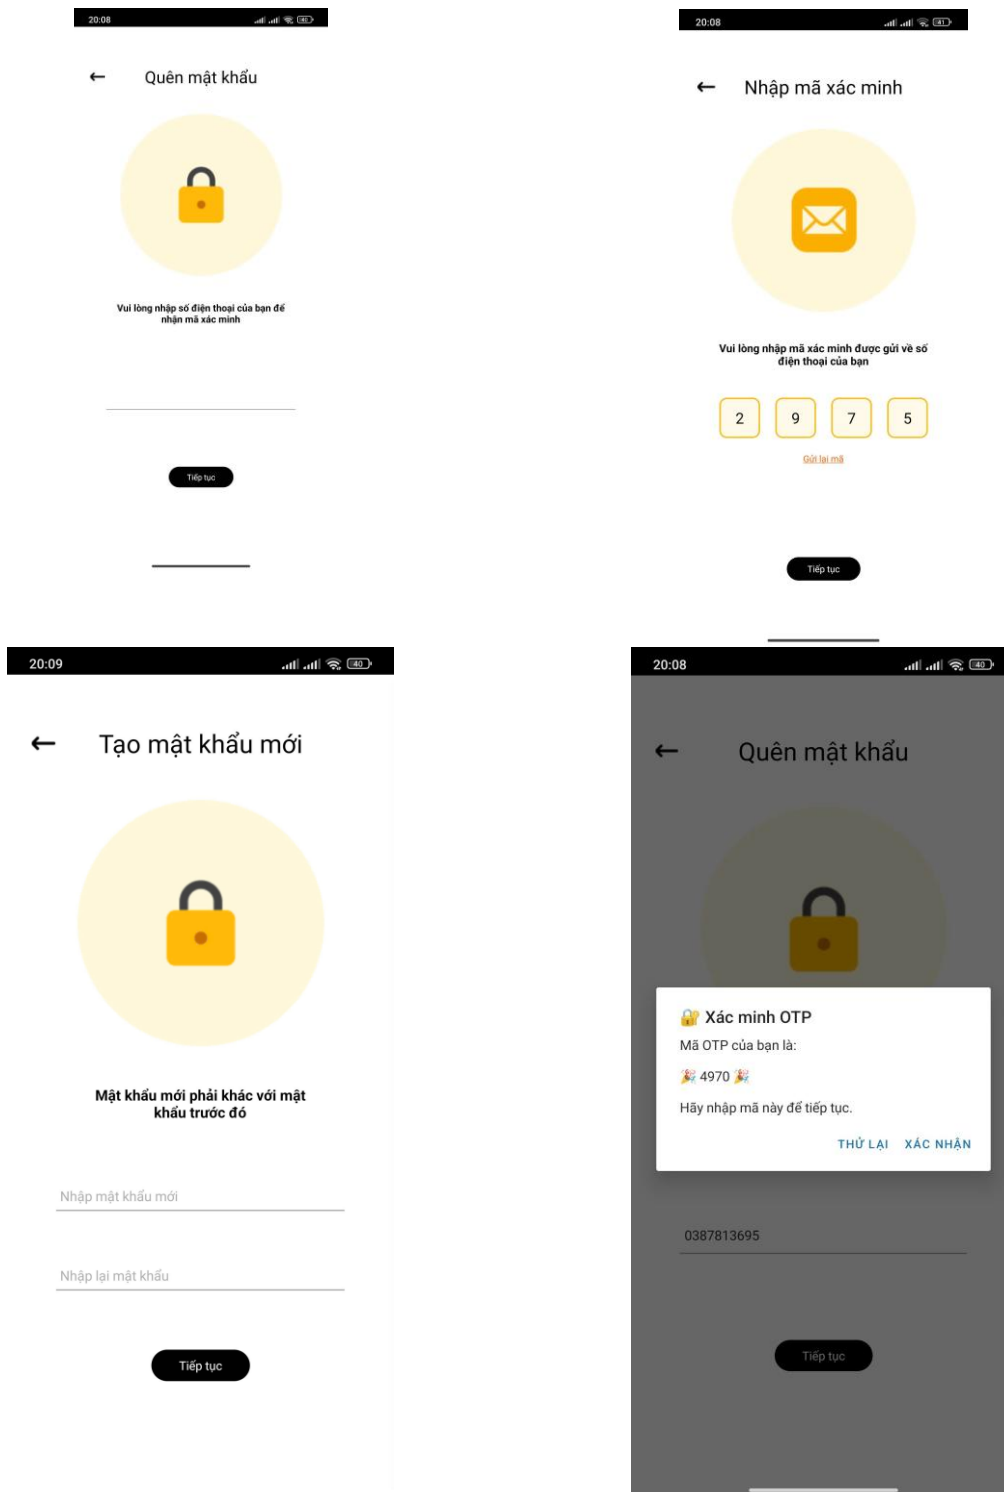 20:08
40
Quên mật khẩu
Vui lòng nhập số điện thoại của bạn để
nhận mã xác minh
Tiếp tục
20:08
41
Nhập mã xác minh
Vui lòng nhập mã xác minh được gửi về số
điện thoại của bạn
2 9 7 5
Gửi lại mã
Tiếp tục
20:09
40
Tạo mật khẩu mới
Mật khẩu mới phải khác với mật
khẩu trước đó
Nhập mật khẩu mới
Nhập lại mật khẩu
Tiếp tục
20:08
40
Quên mật khẩu
🔐 Xác minh OTP
Mã OTP của bạn là:
🎉 4970 🎉
Hãy nhập mã này để tiếp tục.
THỬ LẠI XÁC NHẬN
0387813695
Tiếp tục